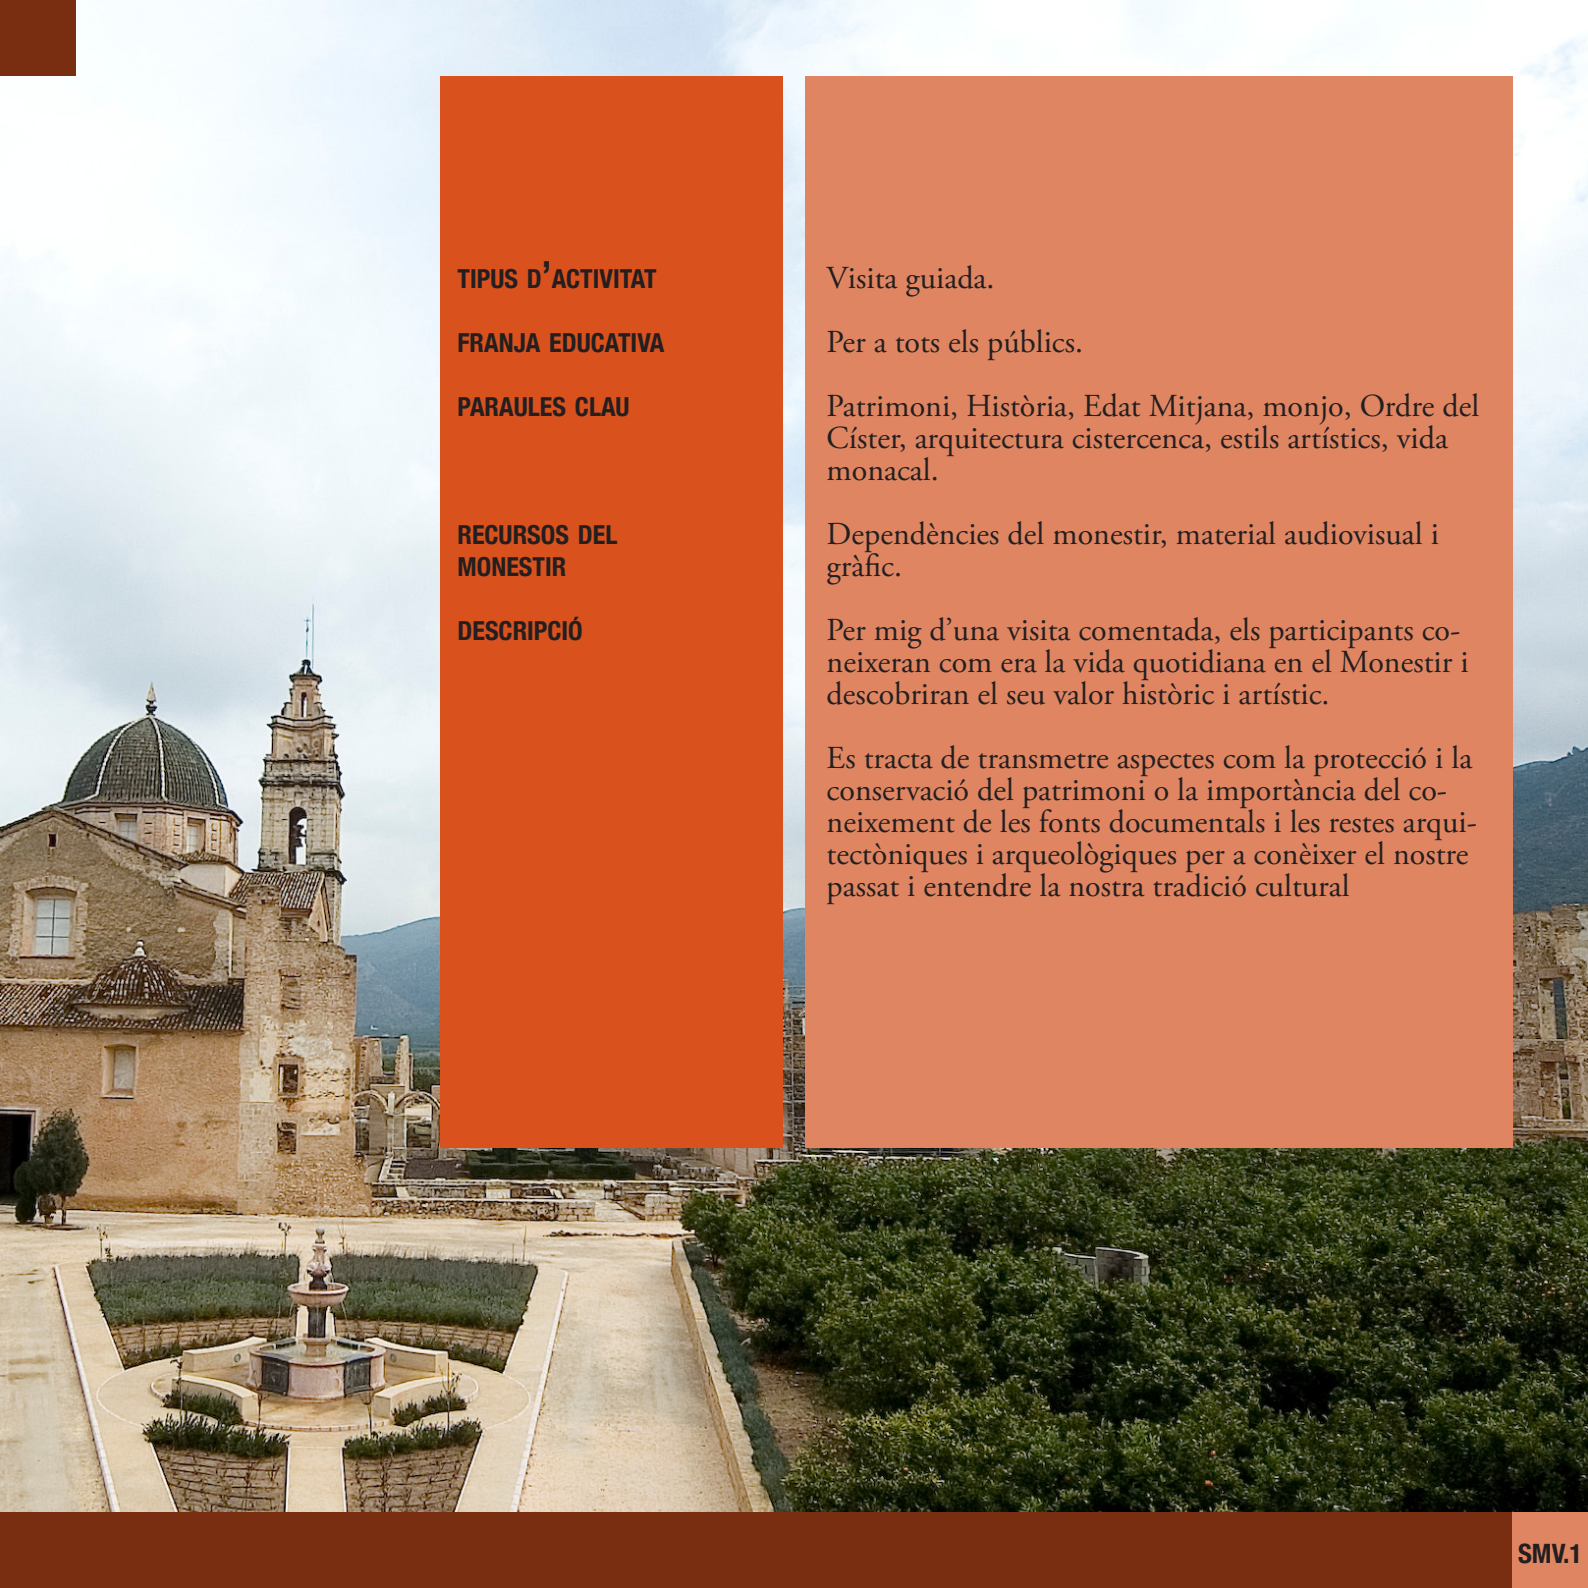 TIPUS D'ACTIVITAT
Visita guiada.
FRANJA EDUCATIVA
Per a tots els públics.
PARAULES CLAU
Patrimoni, Història, Edat Mitjana, monjo, Ordre del
Císter, arquitectura cistercenca, estils artístics, vida
monacal.
RECURSOS DEL
MONESTIR
Dependències del monestir, material audiovisual i
gràfic.
DESCRIPCIÓ
Per mig d’una visita comentada, els participants co-
neixeran com era la vida quotidiana en el Monestir i
descobriran el seu valor històric i artístic.
Es tracta de transmetre aspectes com la protecció i la
conservació del patrimoni o la importància del co-
neixement de les fonts documentals i les restes arqui-
tectòniques i arqueològiques per a conèixer el nostre
passat i entendre la nostra tradició cultural
SMV.1